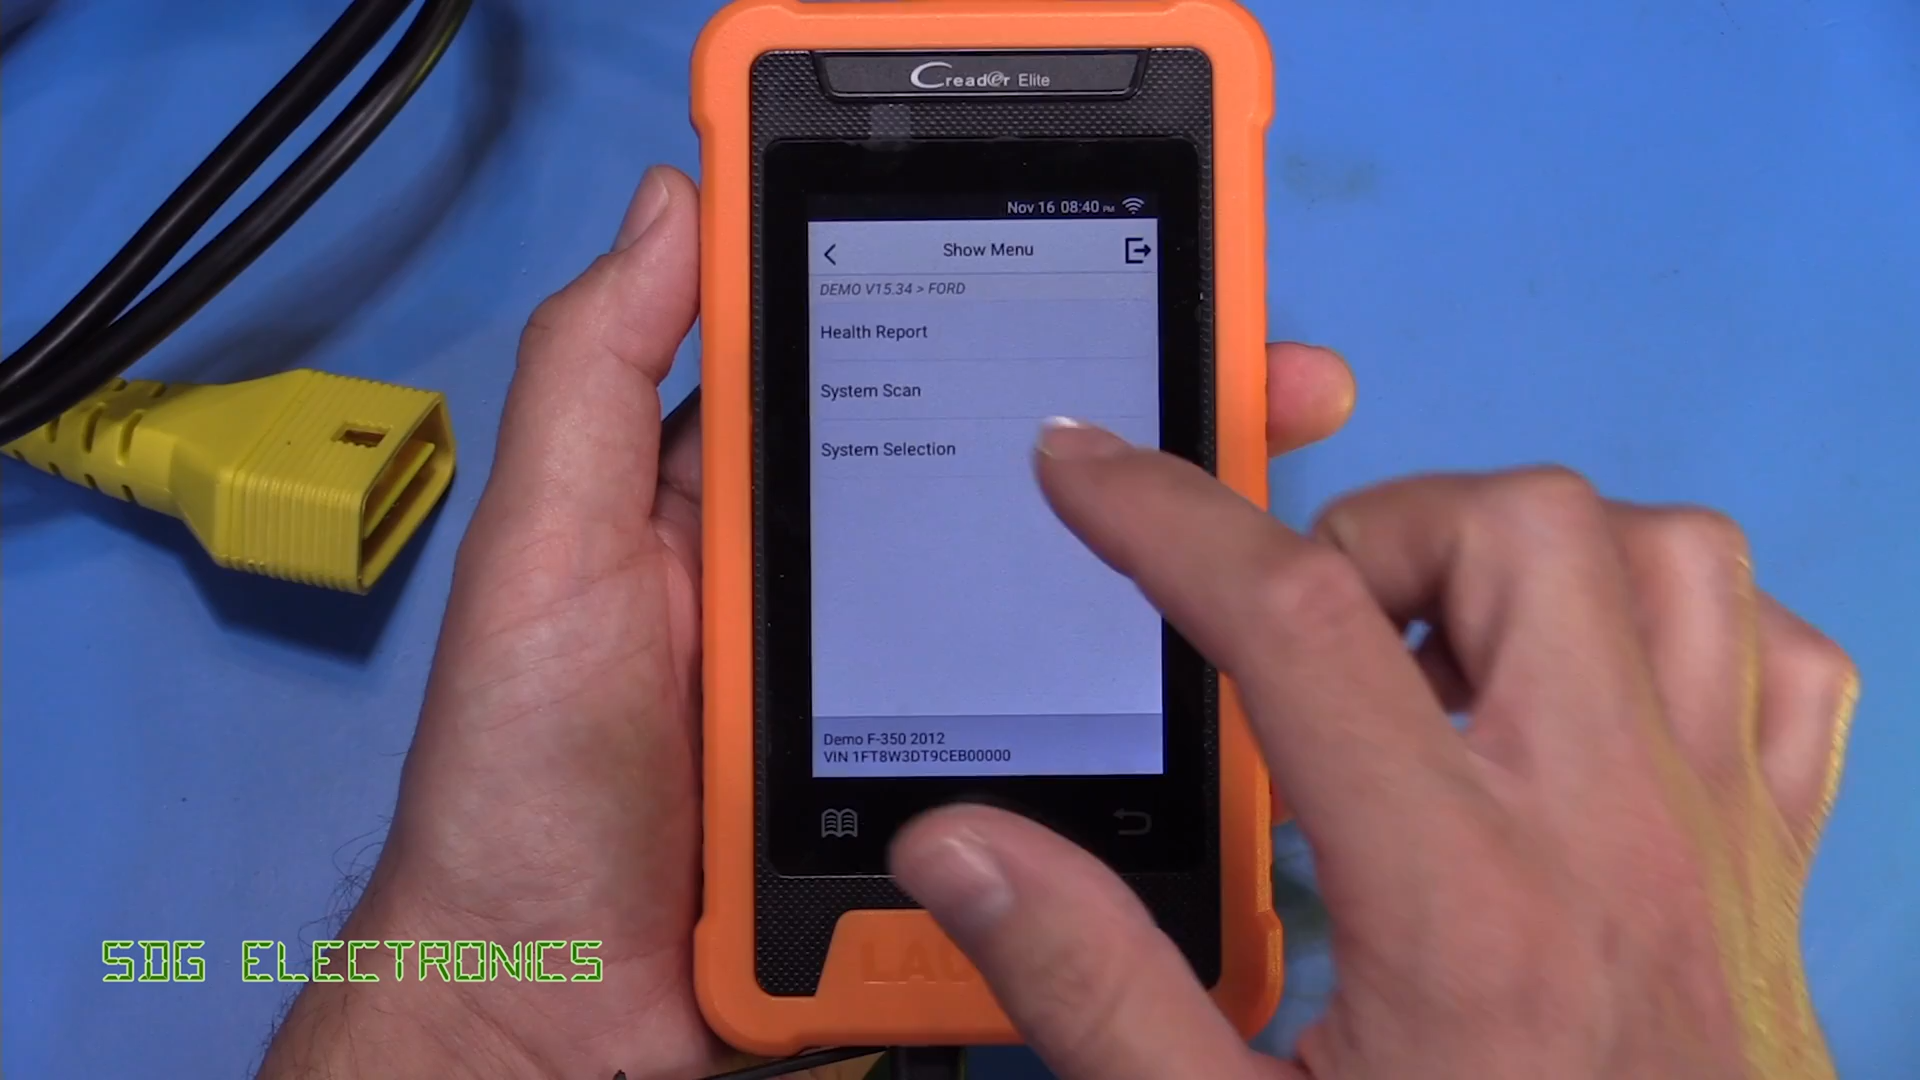 Creader Elite
Nov 16 08:40 PM
Show Menu
DEMO V15.34 > FORD
Health Report
System Scan
System Selection
Demo F-350 2012
VIN 1FT8W3DT9CEB00000
SDG ELECTRONICS